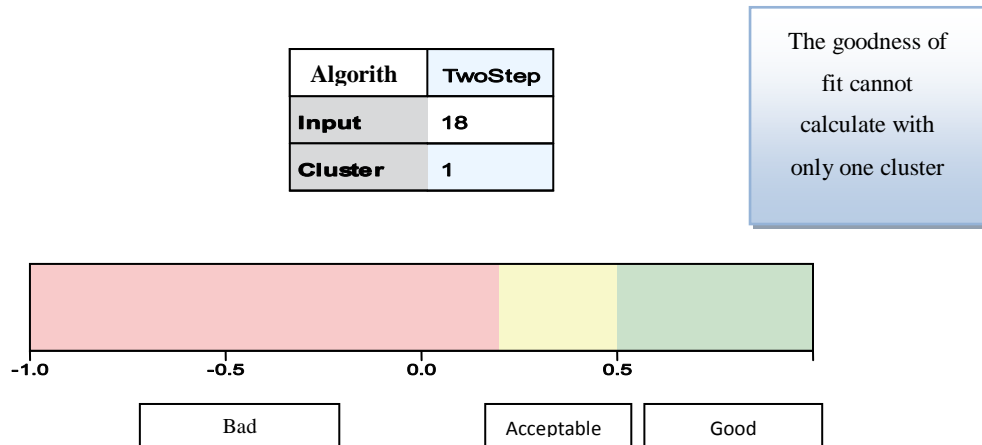 The goodness of
fit cannot
calculate with
only one cluster
Algorith TwoStep
Input 18
Cluster 1
-1.0 -0.5 0.0 0.5
Bad Acceptable Good